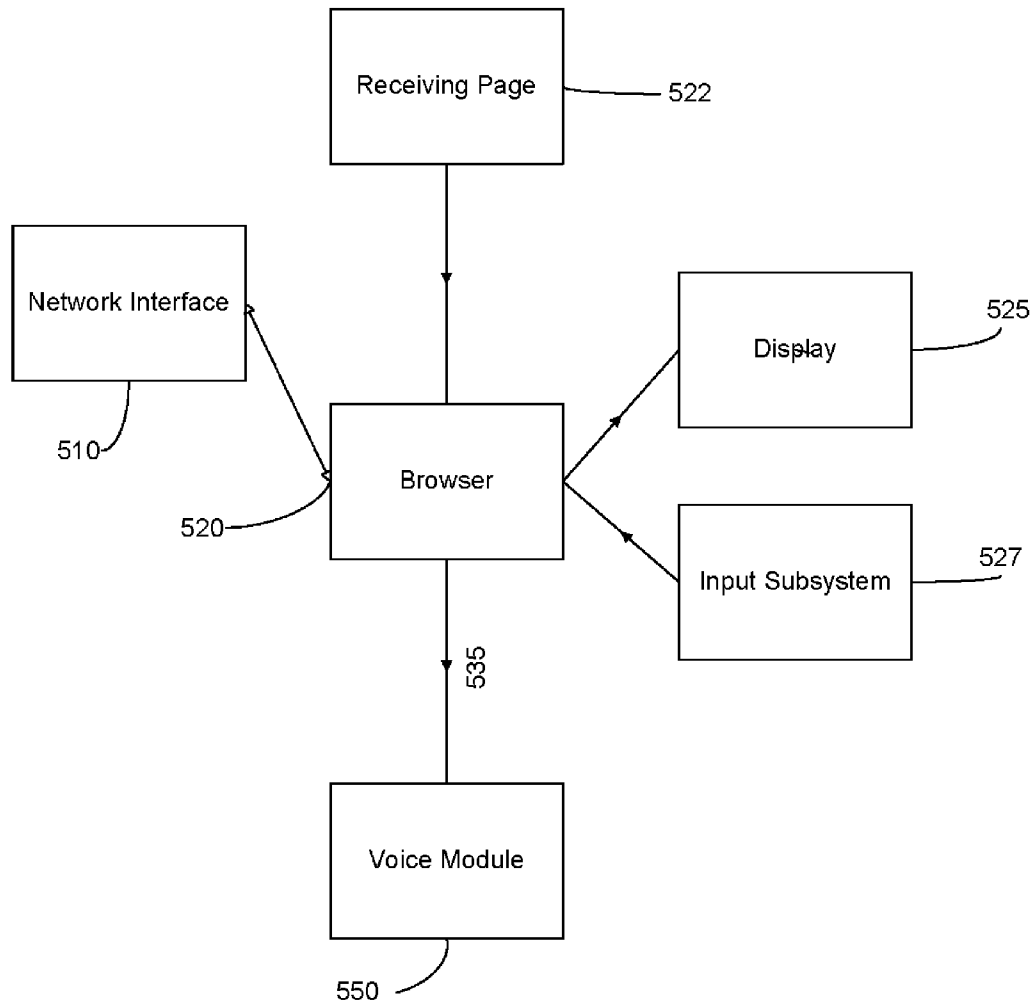 Receiving Page
522
Network Interface
510
525
Display
Browser
520
527
Input Subsystem
535
Voice Module
550